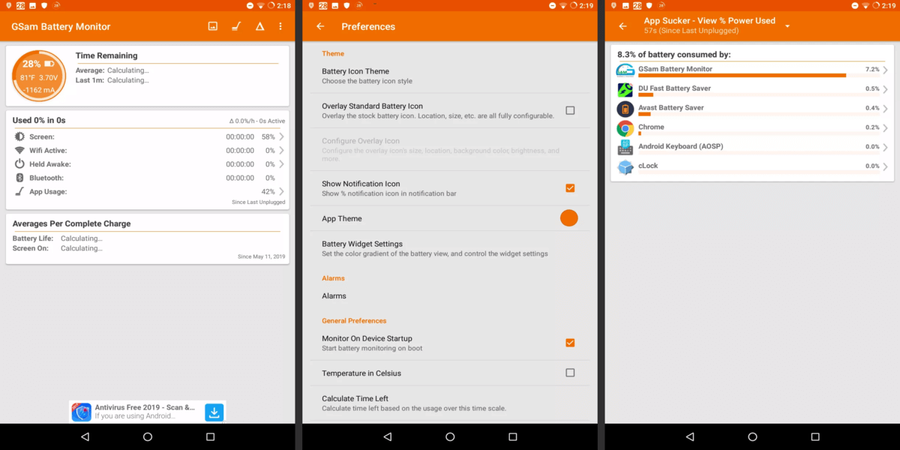 28
2:18
GSam Battery Monitor
28%
81°F 3.70V
-1162 mA
Time Remaining
Average: Calculating...
Last 1m: Calculating...
Used 0% in 0s
Δ 0.0%/h - 0s Active
Screen: 00:00:00 58%
Wifi Active: 00:00:00 0%
Held Awake: 00:00:00 0%
Bluetooth: 00:00:00 0%
App Usage: 42%
Since Last Unplugged
Averages Per Complete Charge
Battery Life: Calculating...
Screen On: Calculating...
Since May 11, 2019
Antivirus Free 2019 - Scan &...
If you are using Android...
28
2:19
Preferences
Theme
Battery Icon Theme
Choose the battery icon style
Overlay Standard Battery Icon
Overlay the stock battery icon. Location, size, etc. are all fully configurable.
Configure Overlay Icon
Configure the overlay icons size, location, background color, brightness, and more
Show Notification Icon
Show % notification icon in notification bar
App Theme
Battery Widget Settings
Set the color gradient of the battery view, and control the widget settings
Alarms
Alarms
General Preferences
Monitor On Device Startup
Start battery monitoring on boot
Temperature in Celsius
Calculate Time Left
Calculate time left based on the usage over this time scale.
28
2:19
App Sucker - View % Power Used
57s (Since Last Unplugged)
8.3% of battery consumed by:
GSam Battery Monitor 7.2%
DU Fast Battery Saver 0.5%
Avast Battery Saver 0.4%
Chrome 0.2%
Android Keyboard (AOSP) 0.0%
cLock 0.0%